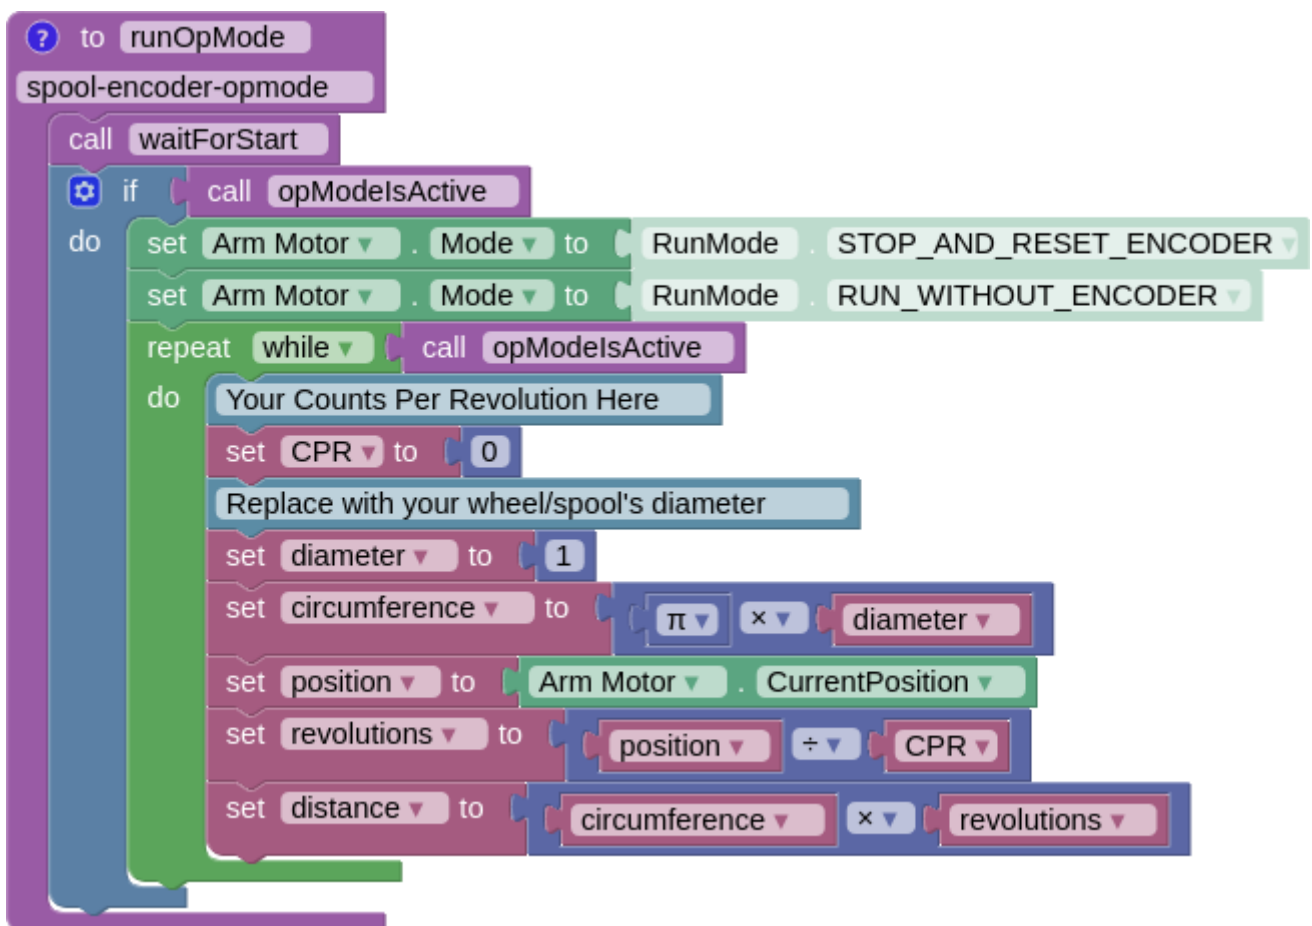 ? to runOpMode
spool-encoder-opmode
call waitForStart
if call opModeIsActive
do set Arm Motor . Mode to RunMode . STOP_AND_RESET_ENCODER
set Arm Motor . Mode to RunMode . RUN_WITHOUT_ENCODER
repeat while call opModeIsActive
do Your Counts Per Revolution Here
set CPR to 0
Replace with your wheel/spool's diameter
set diameter to 1
set circumference to π × diameter
set position to Arm Motor . CurrentPosition
set revolutions to position ÷ CPR
set distance to circumference × revolutions